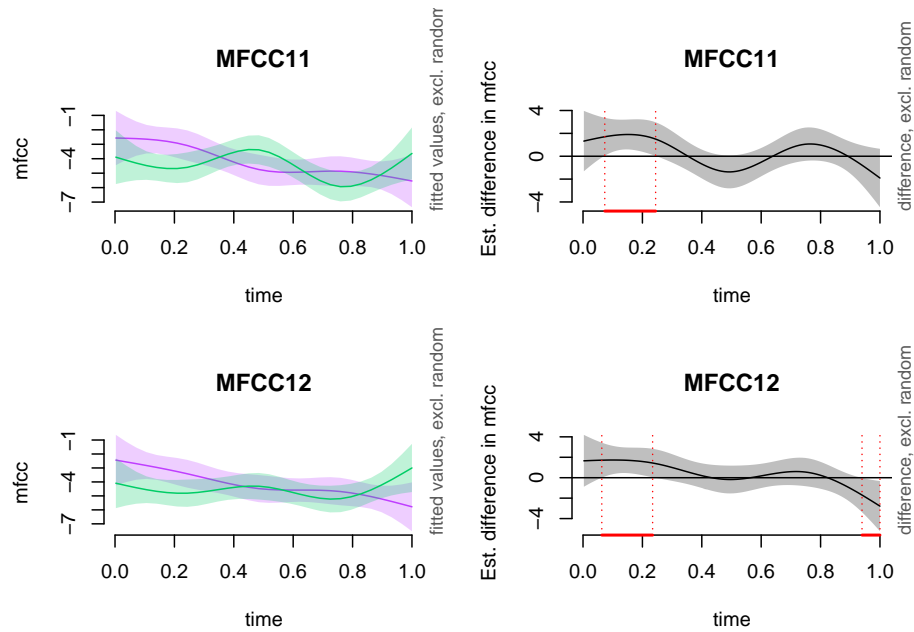 MFCC11
mfcc
−1
−4
−7
0.0 0.2 0.4 0.6 0.8 1.0
time
fitted values, excl. random
MFCC11
Est. difference in mfcc
4
0
−4
0.0 0.2 0.4 0.6 0.8 1.0
time
difference, excl. random
MFCC12
mfcc
−1
−4
−7
0.0 0.2 0.4 0.6 0.8 1.0
time
fitted values, excl. random
MFCC12
Est. difference in mfcc
4
0
−4
0.0 0.2 0.4 0.6 0.8 1.0
time
difference, excl. random